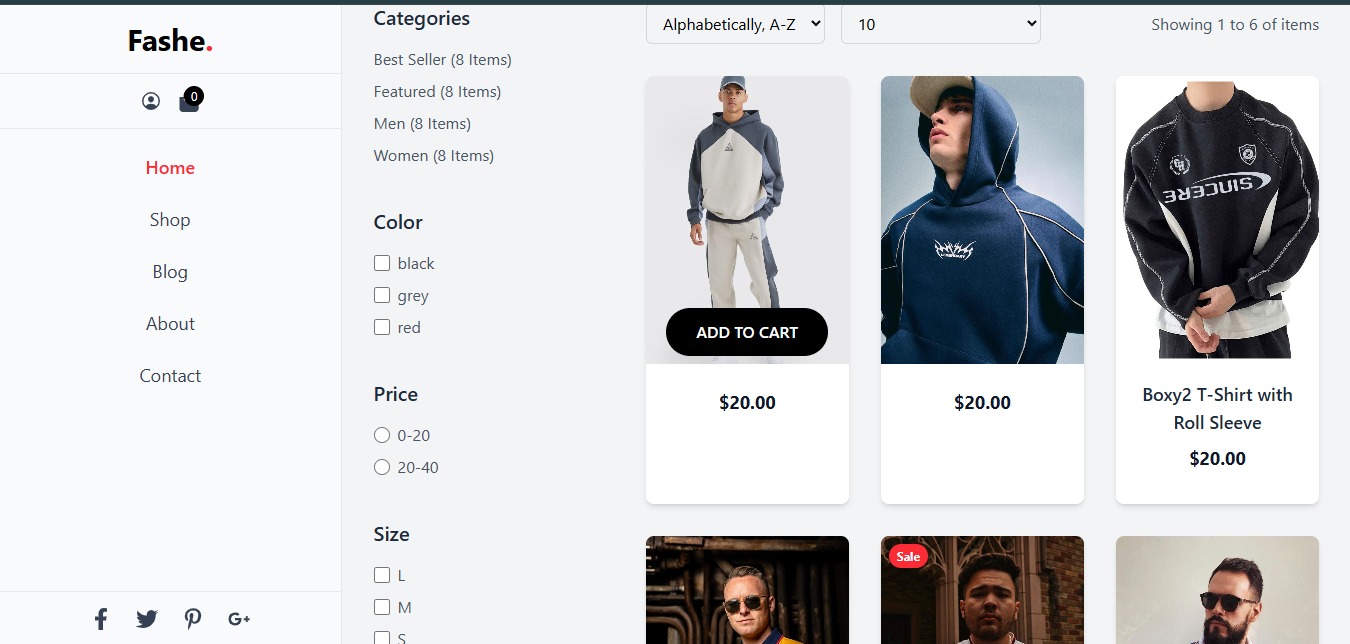 Fashe.
0
Home
Shop
Blog
About
Contact
Categories
Best Seller (8 Items)
Featured (8 Items)
Men (8 Items)
Women (8 Items)
Color
black
grey
red
Price
0-20
20-40
Size
L
M
S
Alphabetically, A-Z
10
Showing 1 to 6 of items
ADD TO CART
$20.00
$20.00
SINCERE
Boxy2 T-Shirt with
Roll Sleeve
$20.00
Sale